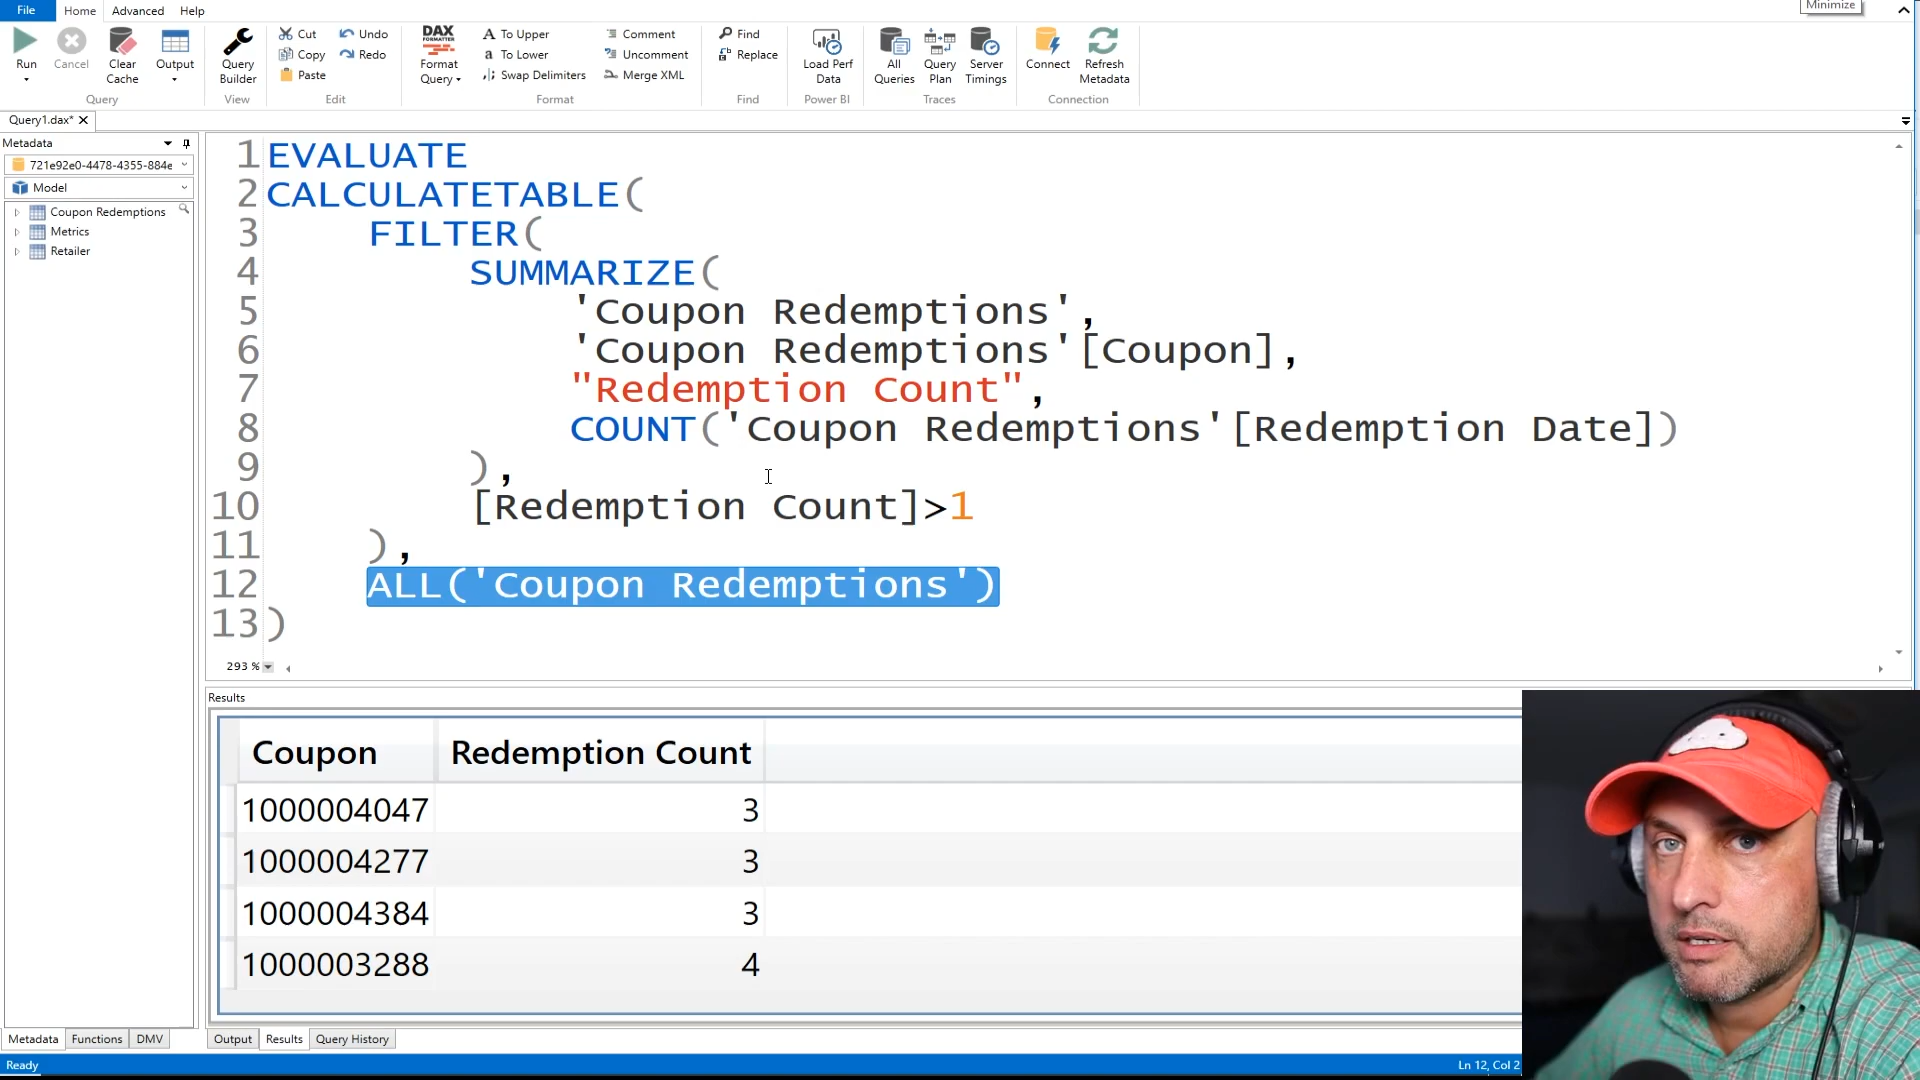 Minimize
File Home Advanced Help
Run
Cancel
Clear Cache
Output
Query
Query Builder
View
Cut
Copy
Paste
Undo
Redo
Edit
DAX
Format Query
To Upper
To Lower
Swap Delimiters
Comment
Uncomment
Merge XML
Format
Find
Replace
Find
Load Perf Data
Power BI
All Queries
Query Plan
Server Timings
Traces
Connect
Refresh Metadata
Connection
Query1.dax*
Metadata
721e92e0-4478-4355-884e
Model
Coupon Redemptions
Metrics
Retailer
1 EVALUATE
2 CALCULATETABLE(
3 FILTER(
4 SUMMARIZE(
5 'Coupon Redemptions',
6 'Coupon Redemptions'[Coupon],
7 "Redemption Count",
8 COUNT('Coupon Redemptions'[Redemption Date])
9 ),
10 [Redemption Count]>1
11 ),
12 ALL('Coupon Redemptions')
13 )
293 %
Results
Coupon Redemption Count
1000004047 3
1000004277 3
1000004384 3
1000003288 4
Metadata Functions DMV
Output Results Query History
Ready
Ln 12, Col 2